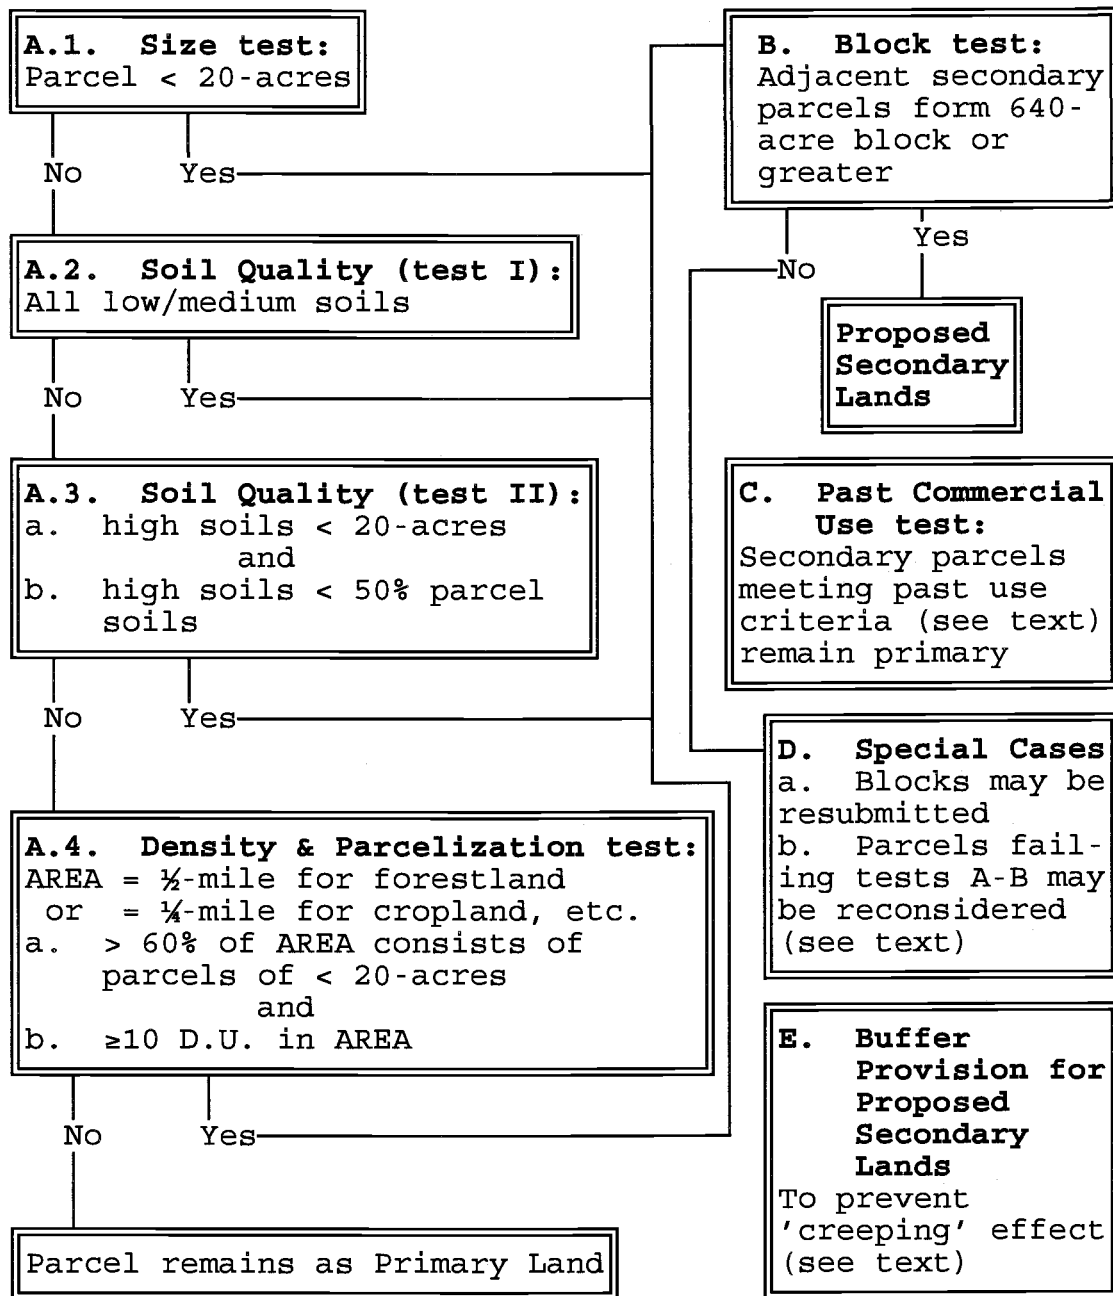 A.1. Size test:
Parcel < 20-acres
No Yes
A.2. Soil Quality (test I):
All low/medium soils
No Yes
A.3. Soil Quality (test II):
a. high soils < 20-acres
and
b. high soils < 50% parcel
soils
No Yes
A.4. Density & Parcelization test:
AREA = ½-mile for forestland
or = ¼-mile for cropland, etc.
a. > 60% of AREA consists of
parcels of < 20-acres
and
b. ≥10 D.U. in AREA
No Yes
Parcel remains as Primary Land
B. Block test:
Adjacent secondary
parcels form 640-
acre block or
greater
Yes
No
Proposed
Secondary
Lands
C. Past Commercial
Use test:
Secondary parcels
meeting past use
criteria (see text)
remain primary
D. Special Cases
a. Blocks may be
resubmitted
b. Parcels fail-
ing tests A-B may
be reconsidered
(see text)
E. Buffer
Provision for
Proposed
Secondary
Lands
To prevent
'creeping' effect
(see text)